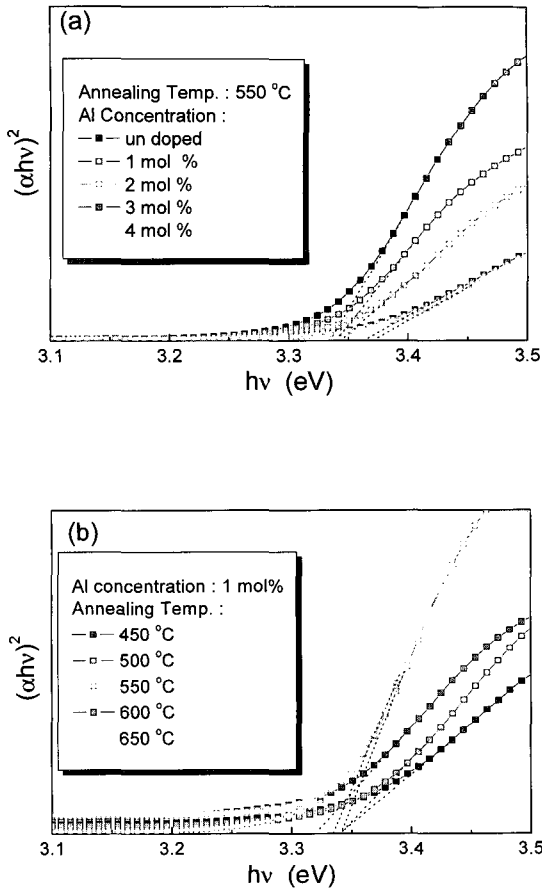 (a)
Annealing Temp. : 550 °C
Al Concentration :
un doped
1 mol %
2 mol %
3 mol %
4 mol %
(αhν)²
3.1 3.2 3.3 3.4 3.5
hν (eV)
(b)
Al concentration : 1 mol%
Annealing Temp. :
450 °C
500 °C
550 °C
600 °C
650 °C
(αhν)²
3.1 3.2 3.3 3.4 3.5
hν (eV)